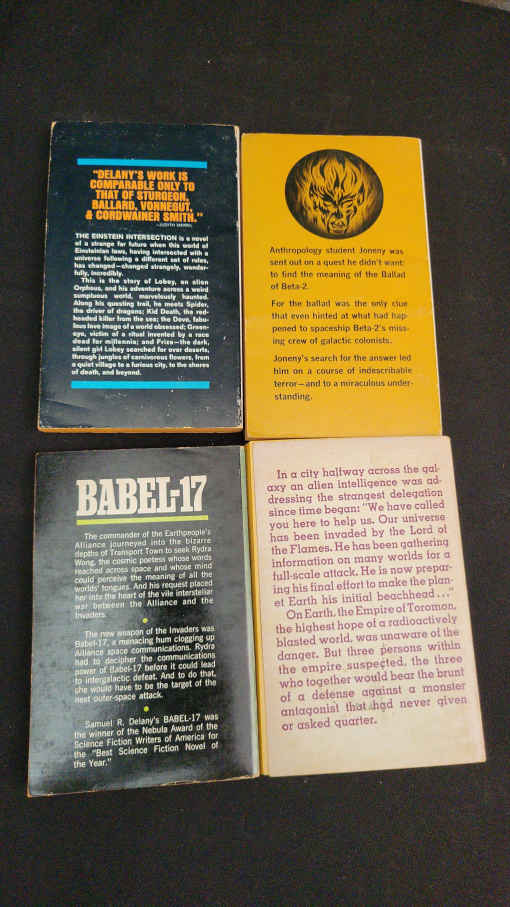 "DELANY'S WORK IS
COMPARABLE ONLY TO
THAT OF STURGEON,
BALLARD, VONNEGUT,
& CORDWAINER SMITH."
—JUDITH MERRIL
THE EINSTEIN INTERSECTION is a novel
of a strange far future when this world of
Einsteinian laws, having intersected with a
universe following a different set of rules,
has changed—changed strangely, wonder-
fully, incredibly.
This is the story of Lobey, an alien
Orpheus, and his adventure across a weird
sumptuous world, marvelously haunted.
Along his questing trail, he meets Spider,
the driver of dragons; Kid Death, the red-
headed killer from the sea; the Dove, fabu-
lous love image of a world obsessed; Green-
eye, victim of a ritual invented by a race
dead for millennia; and Friza—the dark,
silent girl Lobey searched for over deserts,
through jungles of carnivorous flowers, from
a quiet village to a furious city, to the shores
of death, and beyond.
Anthropology student Joneny was
sent out on a quest he didn't want:
to find the meaning of the Ballad
of Beta-2.
For the ballad was the only clue
that even hinted at what had hap-
pened to spaceship Beta-2's miss-
ing crew of galactic colonists.
Joneny's search for the answer led
him on a course of indescribable
terror—and to a miraculous under-
standing.
BABEL-17
The commander of the Earthpeople's
Alliance journeyed into the bizarre
depths of Transport Town to seek Rydra
Wong, the cosmic poetess whose words
reached across space and whose mind
could perceive the meaning of all the
worlds' tongues. And his request placed
her into the heart of the vile interstellar
war between the Alliance and the
Invaders.
The new weapon of the Invaders was
Babel-17, a menacing hum clogging up
Alliance space communications. Rydra
had to decipher the communications
power of Babel-17 before it could lead
to intergalactic defeat. And to do that,
she would have to be the target of the
next outer-space attack.
Samuel R. Delany's BABEL-17 was
the winner of the Nebula Award of the
Science Fiction Writers of America for
the "Best Science Fiction Novel of
the Year."
In a city halfway across the gal-
axy an alien intelligence was ad-
dressing the strangest delegation
since time began: "We have called
you here to help us. Our universe
has been invaded by the Lord of
the Flames. He has been gathering
information on many worlds for a
full-scale attack. He is now prepar-
ing his final effort to make the plan-
et Earth his initial beachhead..."
On Earth, the Empire of Toromon,
the highest hope of a radioactively
blasted world, was unaware of the
danger. But three persons within
the empire suspected, the three
who together would bear the brunt
of a defense against a monster
antagonist that had never given
or asked quarter.